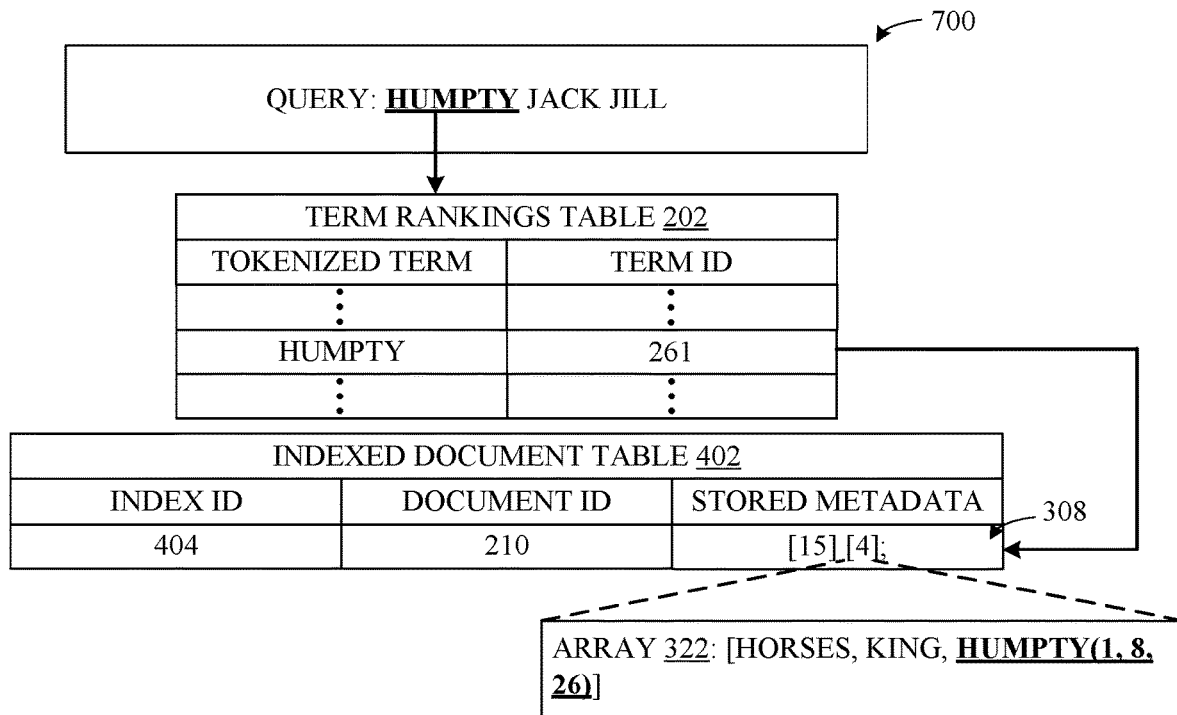 700
QUERY: HUMPTY JACK JILL
TERM RANKINGS TABLE 202
TOKENIZED TERM TERM ID
HUMPTY 261
INDEXED DOCUMENT TABLE 402
INDEX ID DOCUMENT ID STORED METADATA
308
404 210 [15] [4];
ARRAY 322: [HORSES, KING, HUMPTY(1, 8,
26)]